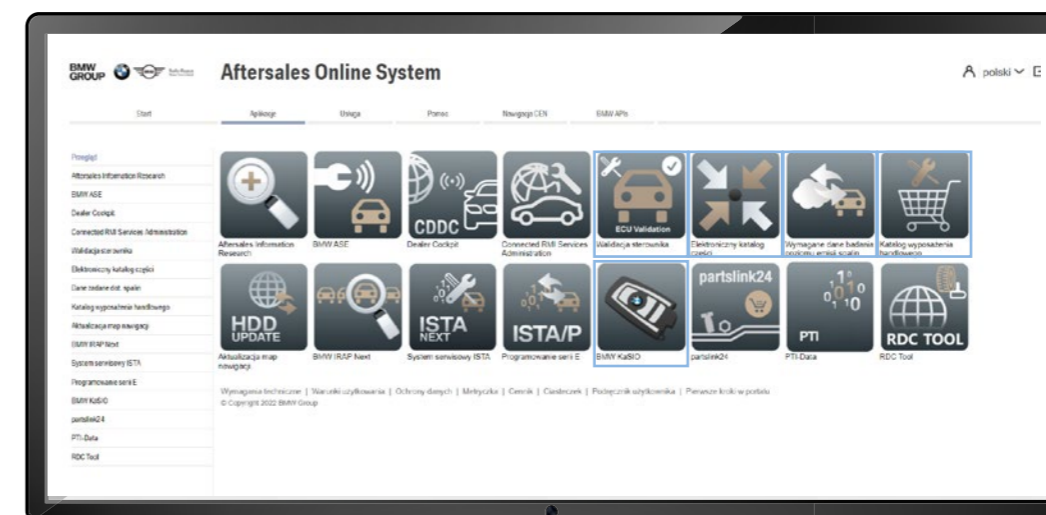 BMW
GROUP
Aftersales Online System
polski
Start
Aplikacje
Usługa
Pomoc
Nawigacja CEN
BMW APIs
Przegląd
Aftersales Information Research
BMW ASE
Dealer Cockpit
Connected RMI Services Administration
Walidacja sterownika
Elektroniczny katalog części
Dane żądane dot. spalin
Katalog wyposażenia handlowego
Aktualizacja map nawigacji
BMW IRAP Next
System serwisowy ISTA
Programowanie serii E
BMW KaSIO
partslink24
PTI-Data
RDC Tool
CDDC
ECU Validation
Aftersales Information
Research
BMW ASE
Dealer Cockpit
Connected RMI Services
Administration
Walidacja sterownika
Elektroniczny katalog
części
Wymagane dane badania
poziomu emisji spalin
Katalog wyposażenia
handlowego
HDD
UPDATE
ISTA
NEXT
ISTA/P
partslink24
PTI
RDC TOOL
Aktualizacja map
nawigacji
BMW IRAP Next
System serwisowy ISTA
Programowanie serii E
BMW KaSIO
partslink24
PTI-Data
RDC Tool
Wymagania techniczne | Warunki użytkowania | Ochrony danych | Metryczka | Cennik | Ciasteczek | Podręcznik użytkownika | Pierwsze kroki w portalu
© Copyright 2022 BMW Group